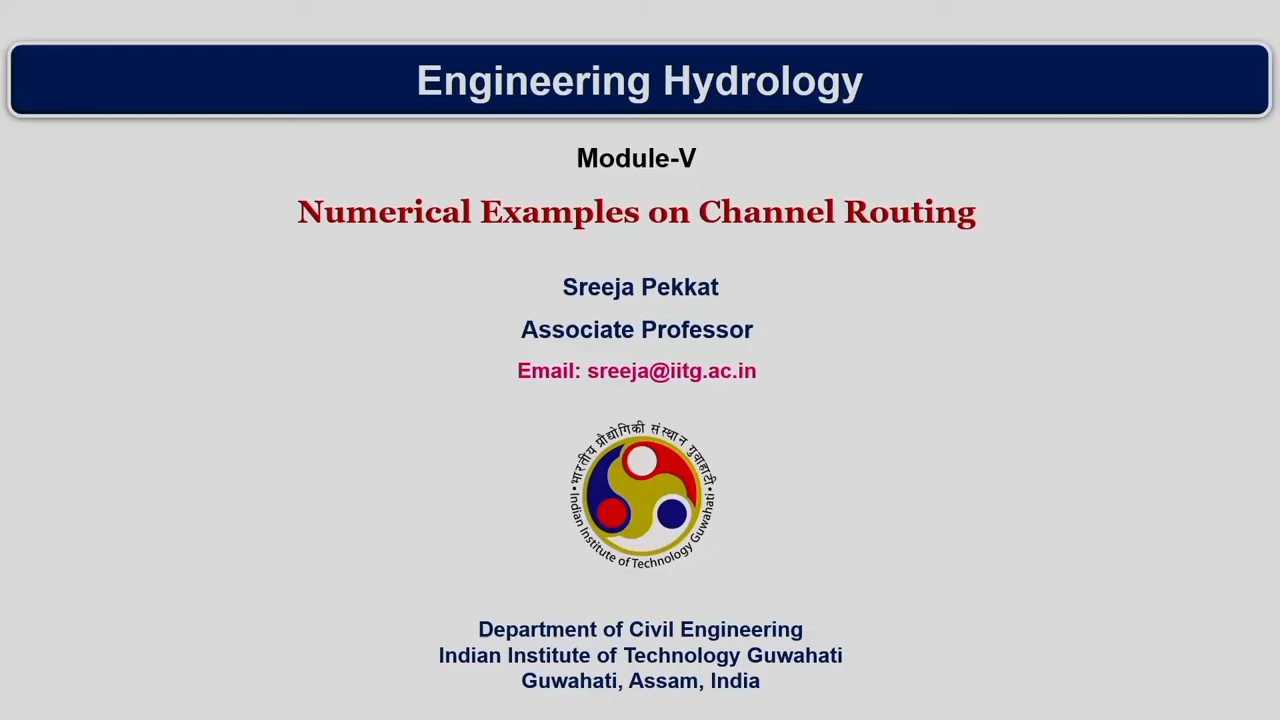 Engineering Hydrology
Module-V
Numerical Examples on Channel Routing
Sreeja Pekkat
Associate Professor
Email: sreeja@iitg.ac.in
भारतीय प्रौद्योगिकी संस्थान गुवाहाटी
Indian Institute of Technology Guwahati
Department of Civil Engineering
Indian Institute of Technology Guwahati
Guwahati, Assam, India